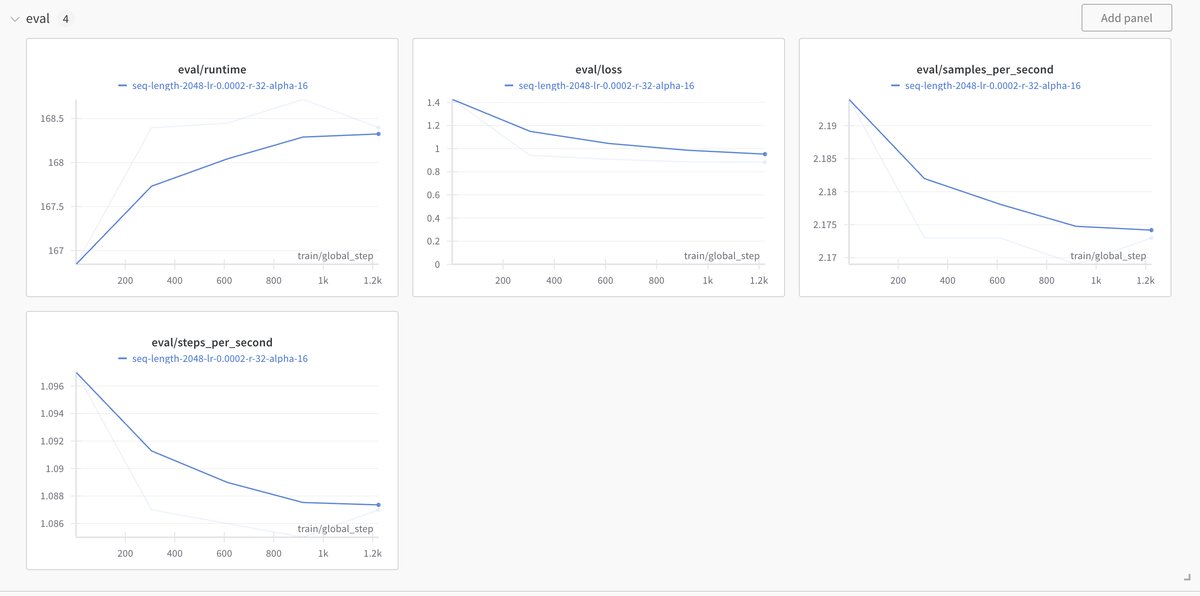 eval 4
Add panel
eval/runtime
seq-length-2048-lr-0.0002-r-32-alpha-16
168.5
168
167.5
167
train/global_step
200 400 600 800 1k 1.2k
eval/loss
seq-length-2048-lr-0.0002-r-32-alpha-16
1.4
1.2
1
0.8
0.6
0.4
0.2
0
train/global_step
200 400 600 800 1k 1.2k
eval/samples_per_second
seq-length-2048-lr-0.0002-r-32-alpha-16
2.19
2.185
2.18
2.175
2.17
train/global_step
200 400 600 800 1k 1.2k
eval/steps_per_second
seq-length-2048-lr-0.0002-r-32-alpha-16
1.096
1.094
1.092
1.09
1.088
1.086
train/global_step
200 400 600 800 1k 1.2k